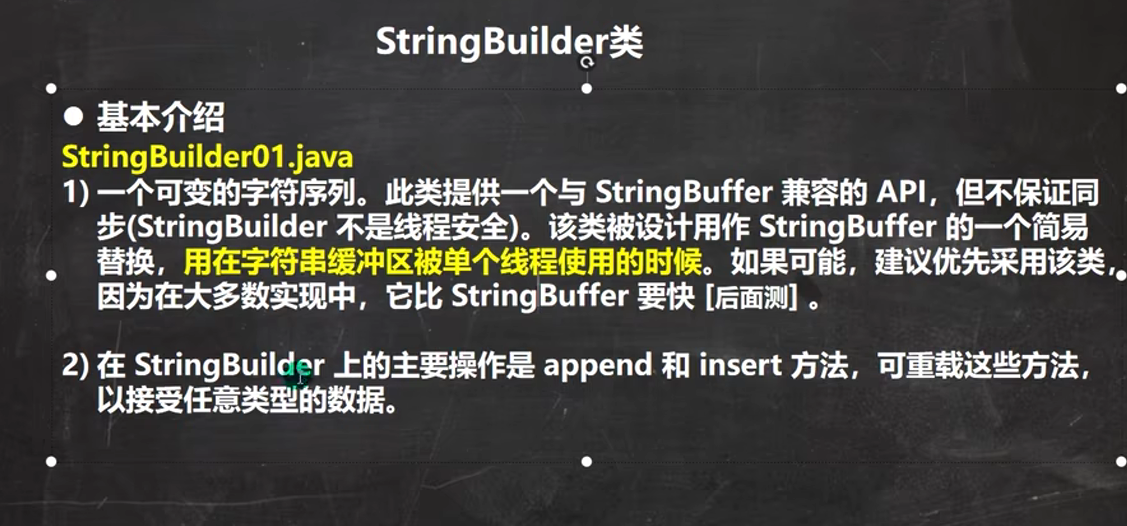 StringBuilder类
● 基本介绍
StringBuilder01.java
1) 一个可变的字符序列。此类提供一个与 StringBuffer 兼容的 API，但不保证同
步(StringBuilder 不是线程安全)。该类被设计用作 StringBuffer 的一个简易
替换，用在字符串缓冲区被单个线程使用的时候。如果可能，建议优先采用该类，
因为在大多数实现中，它比 StringBuffer 要快 [后面测] 。
2) 在 StringBuilder 上的主要操作是 append 和 insert 方法，可重载这些方法，
以接受任意类型的数据。